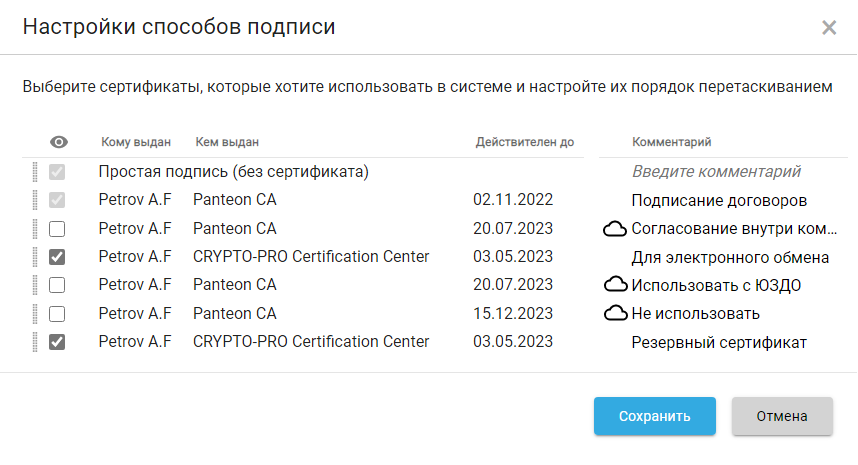 Настройки способов подписи
Выберите сертификаты, которые хотите использовать в системе и настройте их порядок перетаскиванием
Кому выдан Кем выдан Действителен до Комментарий
Простая подпись (без сертификата) Введите комментарий
Petrov A.F Panteon CA 02.11.2022 Подписание договоров
Petrov A.F Panteon CA 20.07.2023 Согласование внутри ком...
Petrov A.F CRYPTO-PRO Certification Center 03.05.2023 Для электронного обмена
Petrov A.F Panteon CA 20.07.2023 Использовать с ЮЗДО
Petrov A.F Panteon CA 15.12.2023 Не использовать
Petrov A.F CRYPTO-PRO Certification Center 03.05.2023 Резервный сертификат
Сохранить Отмена